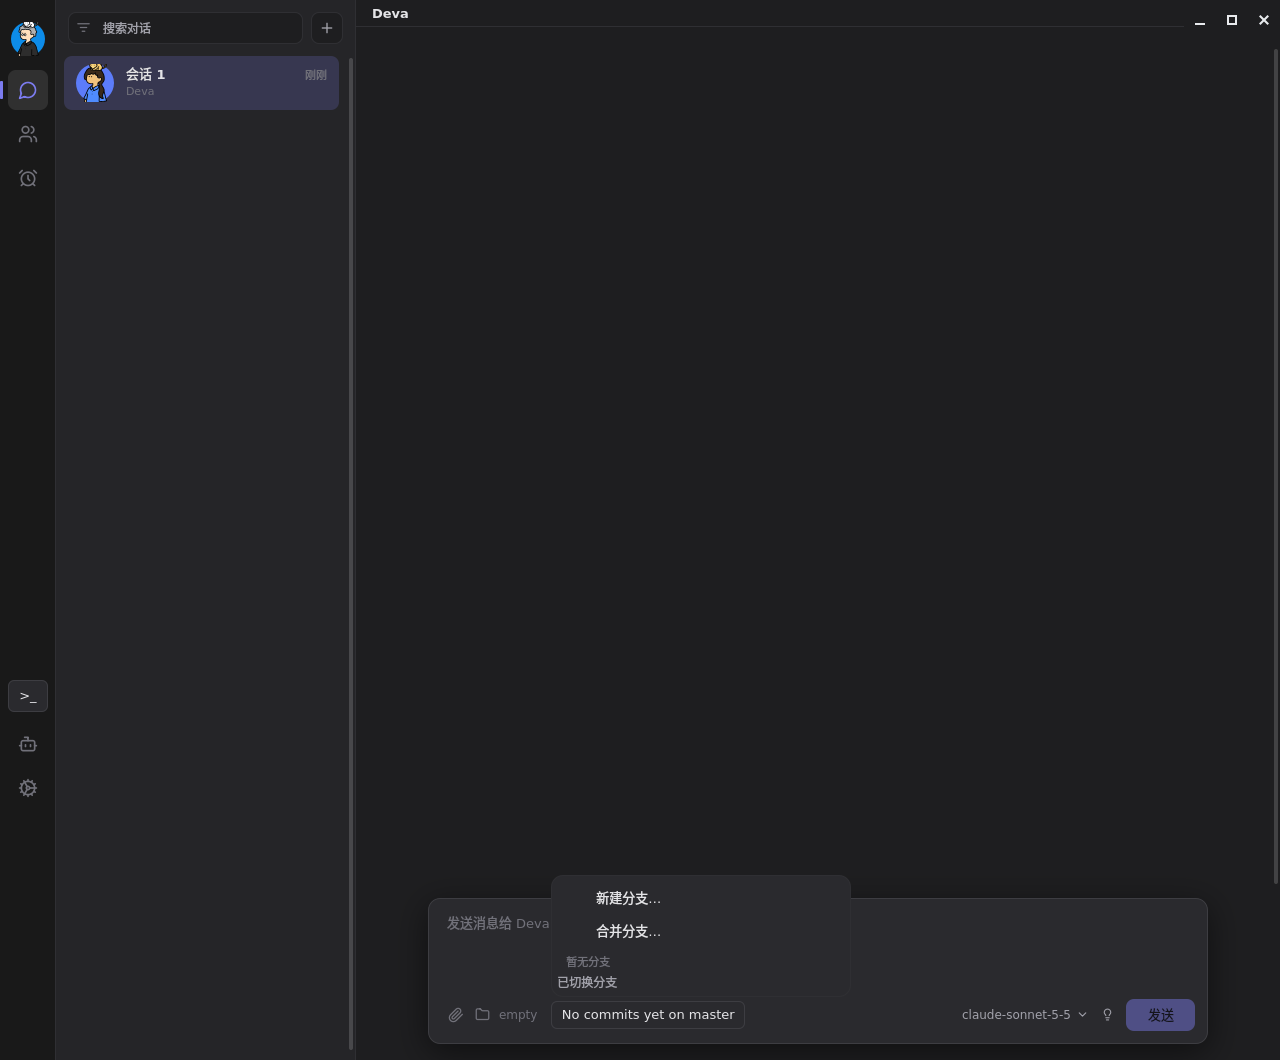 搜索对话
会话 1
刚刚
Deva
Deva
>_
新建分支...
合并分支...
暂无分支
已切换分支
发送消息给 Deva
empty
No commits yet on master
claude-sonnet-5-5
发送